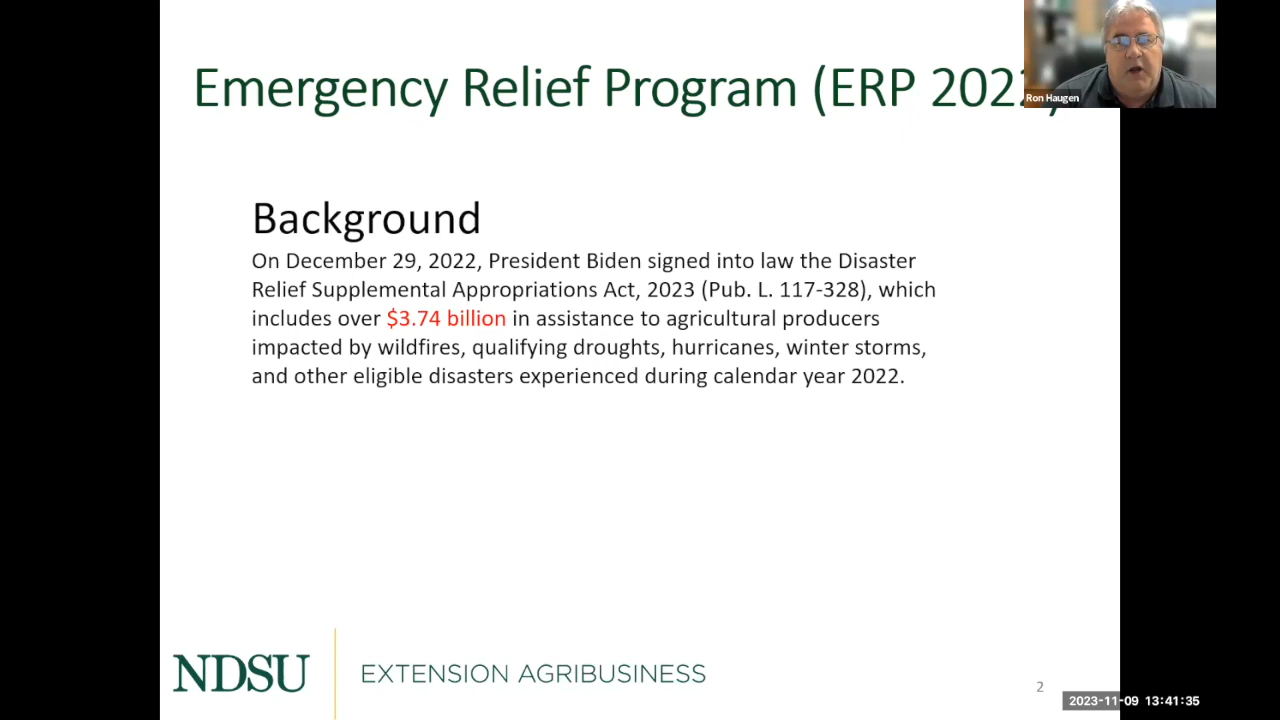 Emergency Relief Program (ERP 2022)
Ron Haugen
Background
On December 29, 2022, President Biden signed into law the Disaster
Relief Supplemental Appropriations Act, 2023 (Pub. L. 117-328), which
includes over $3.74 billion in assistance to agricultural producers
impacted by wildfires, qualifying droughts, hurricanes, winter storms,
and other eligible disasters experienced during calendar year 2022.
NDSU
EXTENSION AGRIBUSINESS
2
2023-11-09 13:41:35